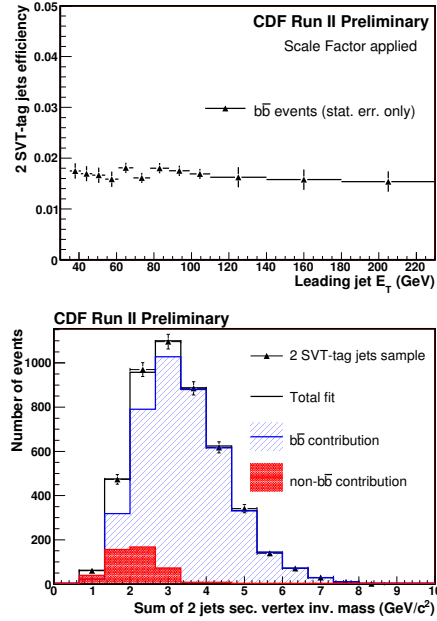 CDF Run II Preliminary
Scale Factor applied
bb̄ events (stat. err only)
2 SVT-tag jets efficiency
0.05
0.04
0.03
0.02
0.01
0
40 60 80 100 120 140 160 180 200 220
Leading jet E_T (GeV)
CDF Run II Preliminary
2 SVT-tag jets sample
Total fit
bb̄ contribution
non-bb̄ contribution
Number of events
1000
800
600
400
200
0
0 1 2 3 4 5 6 7 8 9 10
Sum of 2 jets sec. vertex inv. mass (GeV/c²)